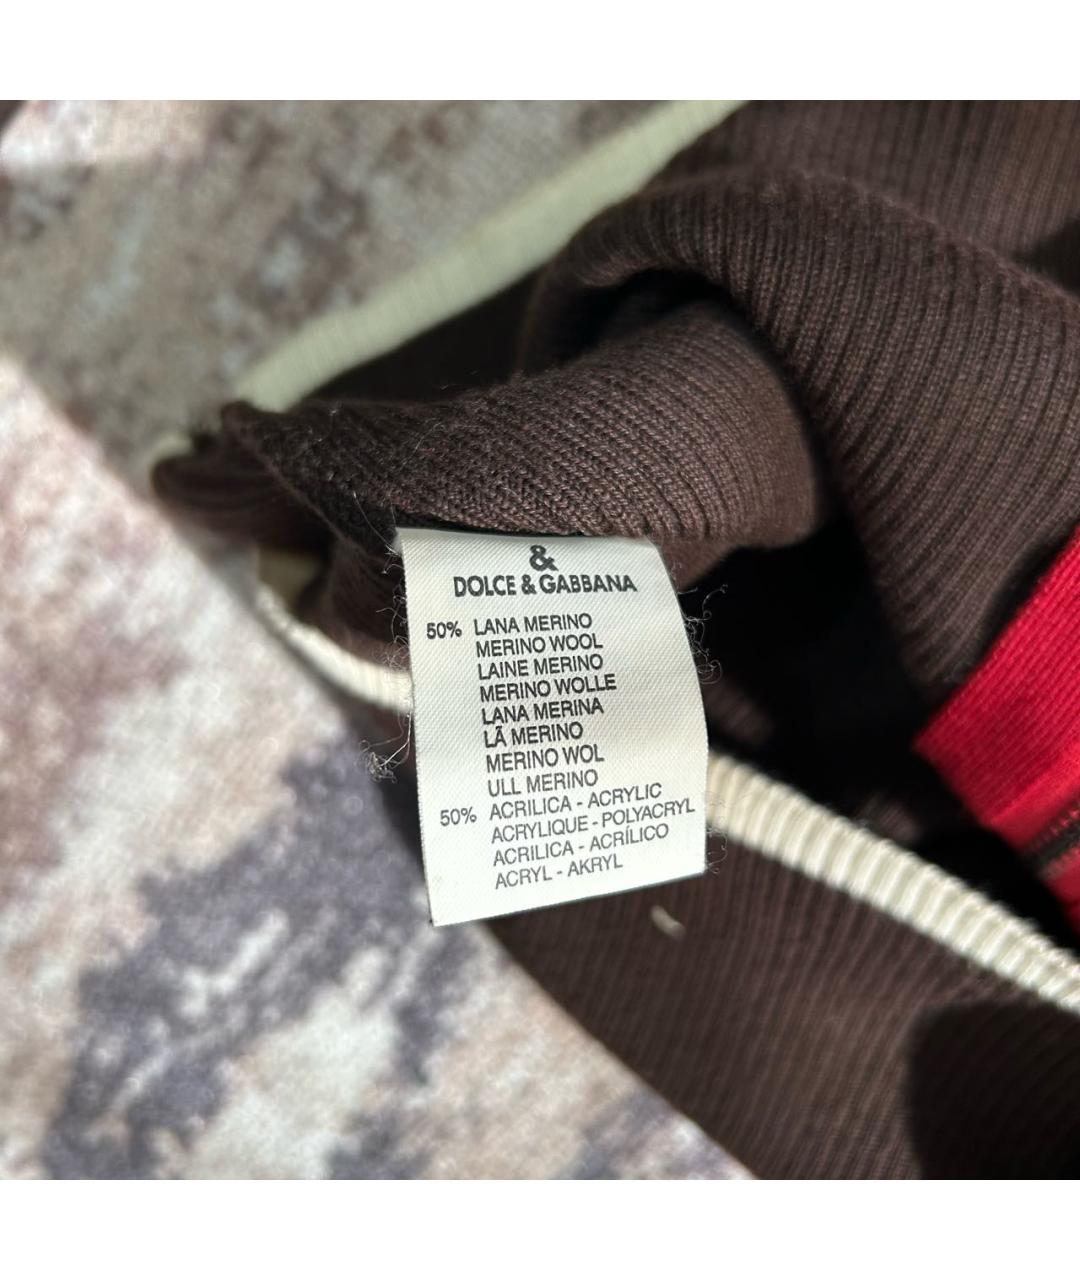 &
DOLCE & GABBANA
50% LANA MERINO
MERINO WOOL
LAINE MERINO
MERINO WOLLE
LANA MERINA
LÃ MERINO
MERINO WOL
ULL MERINO
50% ACRILICA - ACRYLIC
ACRYLIQUE - POLYACRYL
ACRILICA - ACRÍLICO
ACRYL - AKRYL